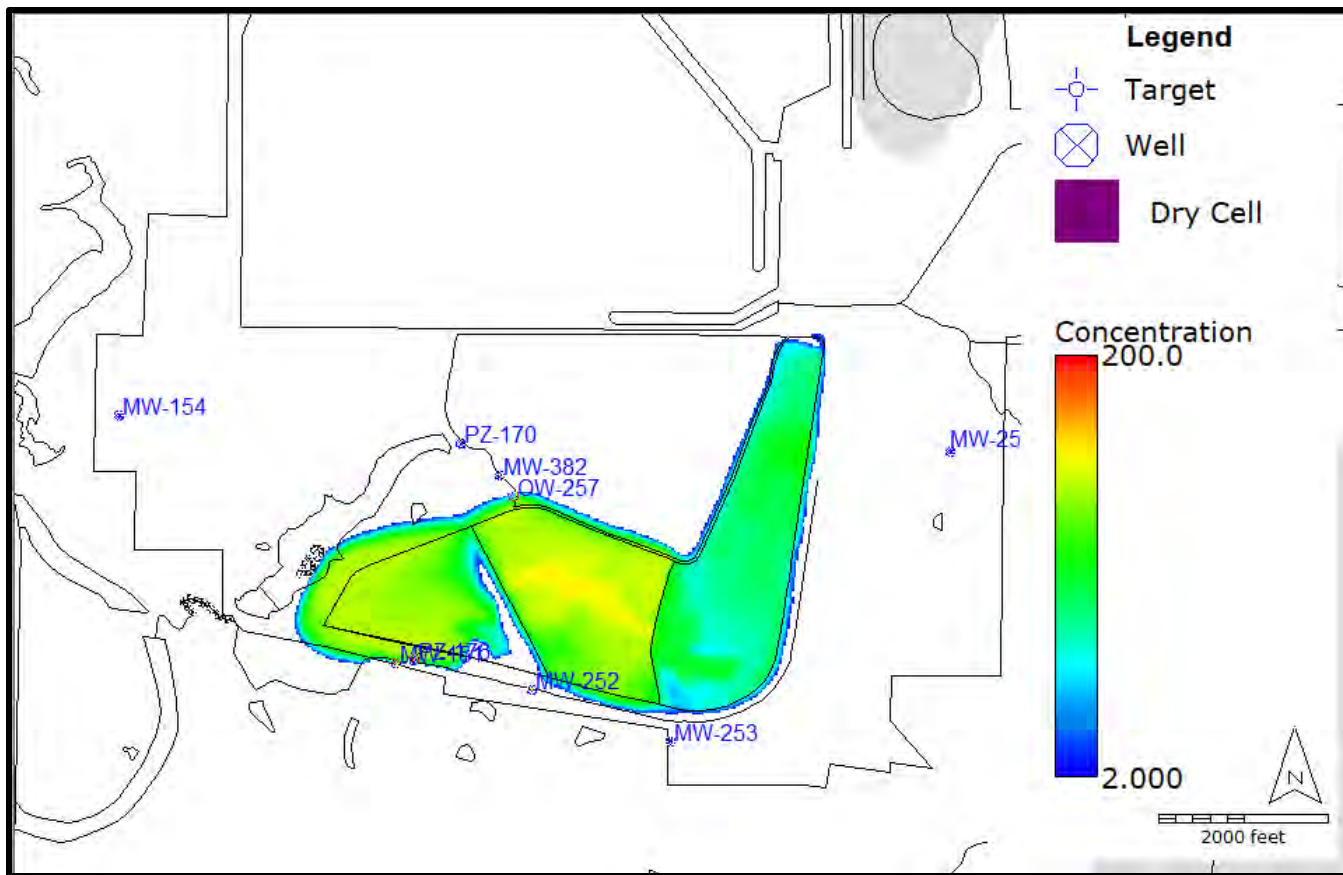 Legend
Target
Well
Dry Cell
Concentration
200.0
2.000
MW-154
PZ-170
MW-382
OW-257
MW-25
MW-252
MW-253
N
2000 feet